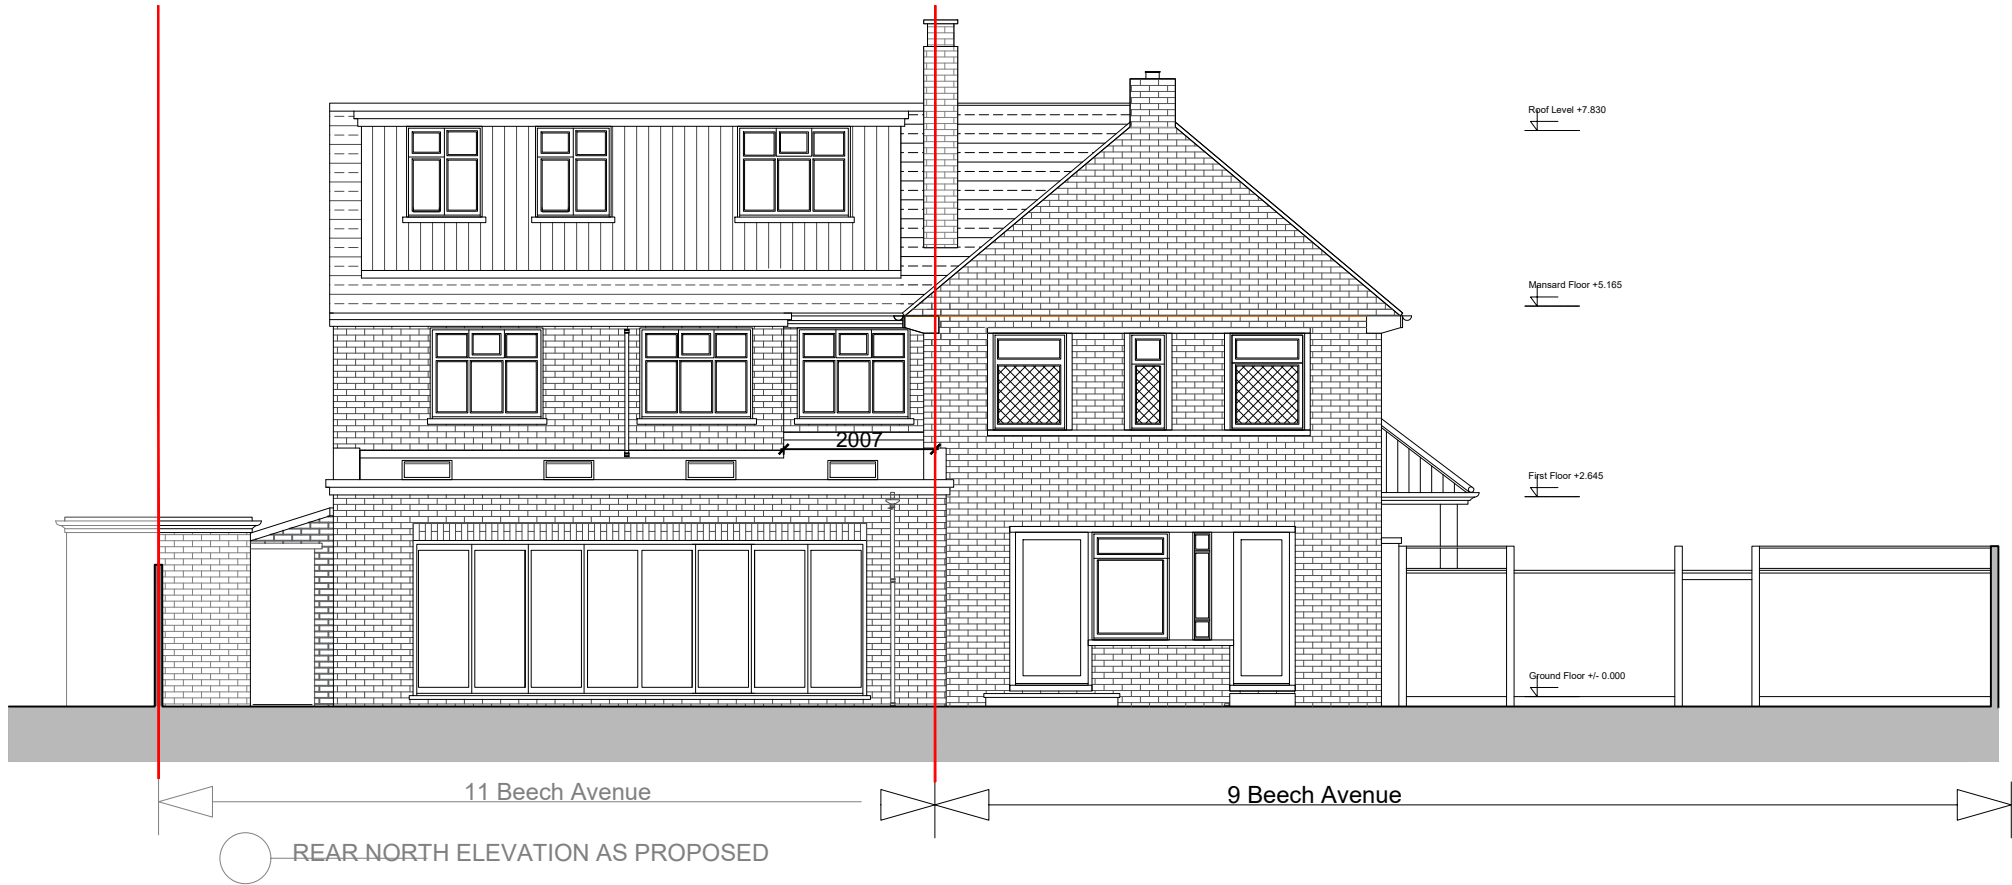 Roof Level +7.830
Mansard Floor +5.165
2007
First Floor +2.645
Ground Floor +/- 0.000
11 Beech Avenue
9 Beech Avenue
REAR NORTH ELEVATION AS PROPOSED